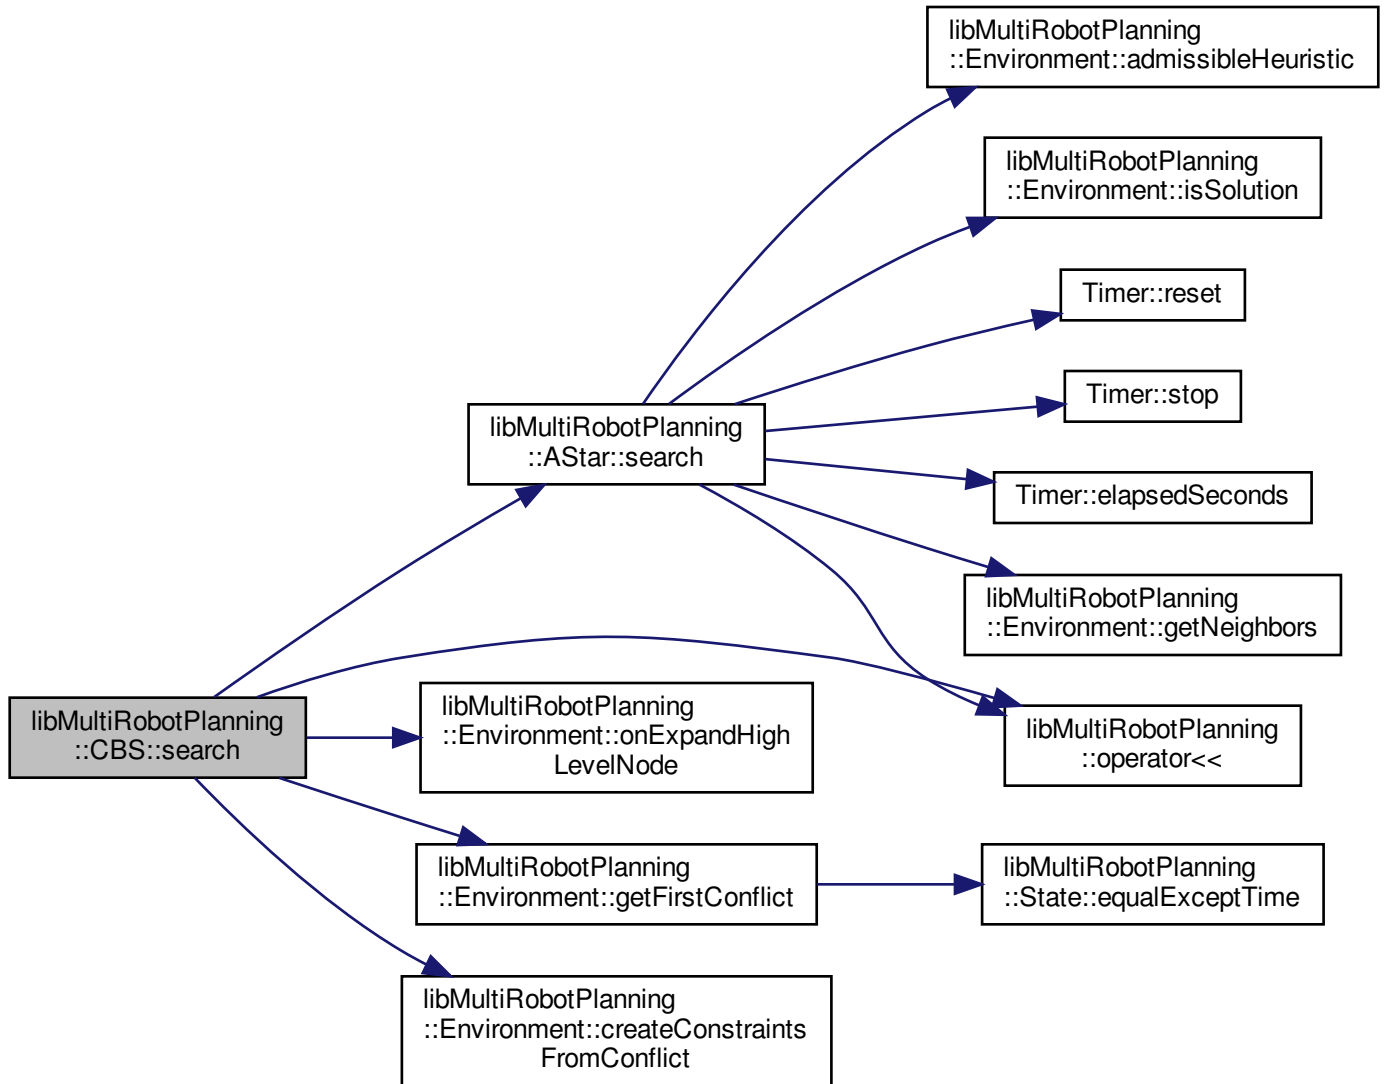 libMultiRobotPlanning
::Environment::admissibleHeuristic
libMultiRobotPlanning
::Environment::isSolution
Timer::reset
Timer::stop
libMultiRobotPlanning
::AStar::search
Timer::elapsedSeconds
libMultiRobotPlanning
::Environment::getNeighbors
libMultiRobotPlanning
::CBS::search
libMultiRobotPlanning
::Environment::onExpandHigh
LevelNode
libMultiRobotPlanning
::operator<<
libMultiRobotPlanning
::Environment::getFirstConflict
libMultiRobotPlanning
::State::equalExceptTime
libMultiRobotPlanning
::Environment::createConstraints
FromConflict